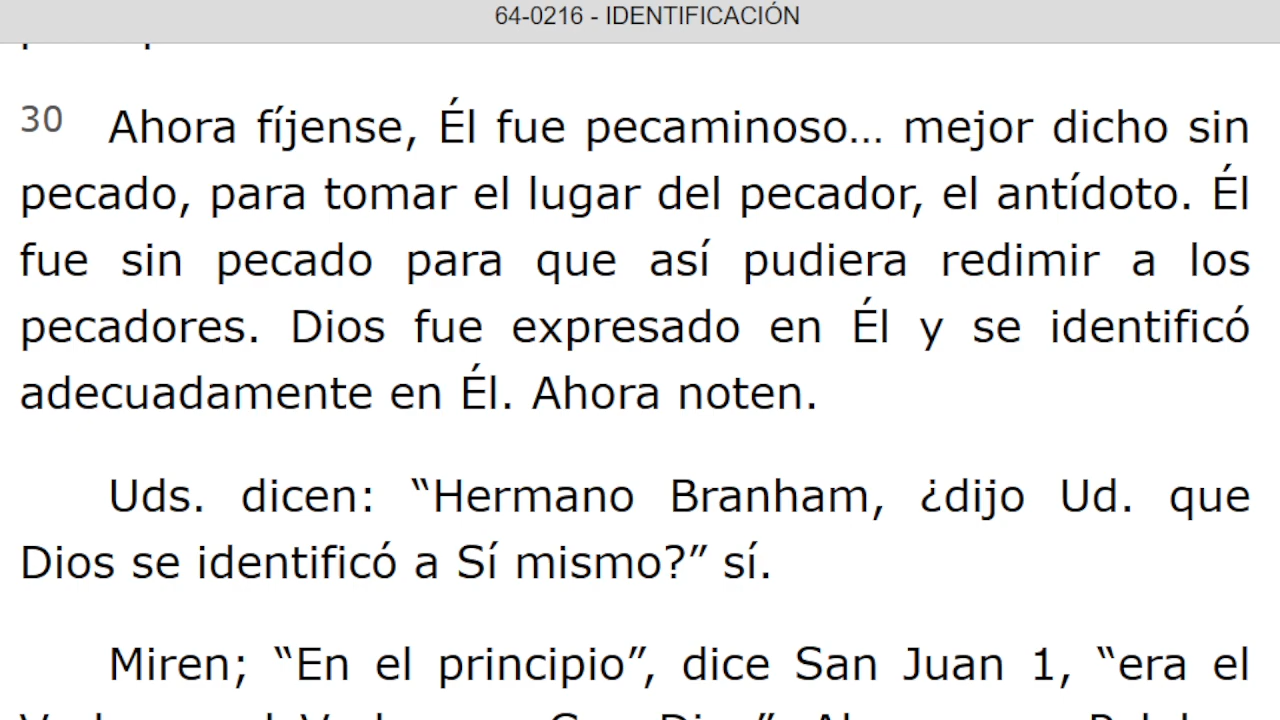 64-0216 - IDENTIFICACIÓN
30 Ahora fíjense, Él fue pecaminoso… mejor dicho sin
pecado, para tomar el lugar del pecador, el antídoto. Él
fue sin pecado para que así pudiera redimir a los
pecadores. Dios fue expresado en Él y se identificó
adecuadamente en Él. Ahora noten.
Uds. dicen: “Hermano Branham, ¿dijo Ud. que
Dios se identificó a Sí mismo?” sí.
Miren; “En el principio”, dice San Juan 1, “era el